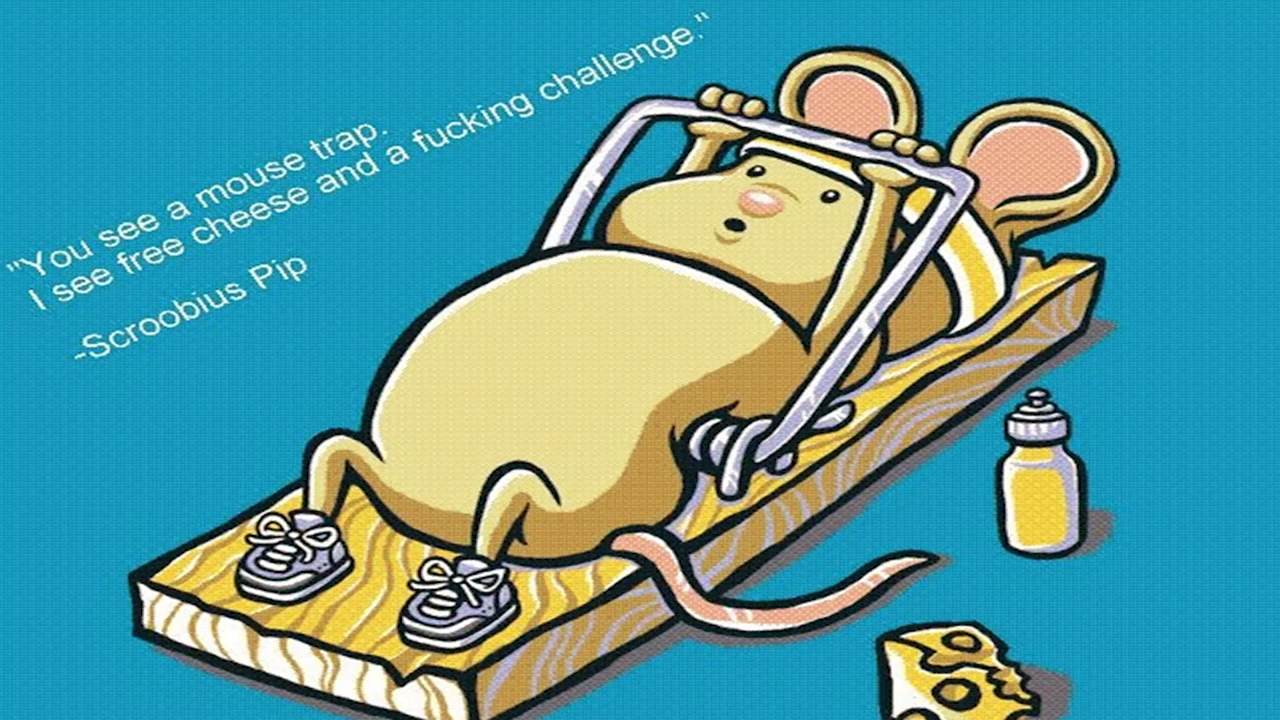 "You see a mouse trap.
I see free cheese and a fucking challenge."
-Scroobius Pip